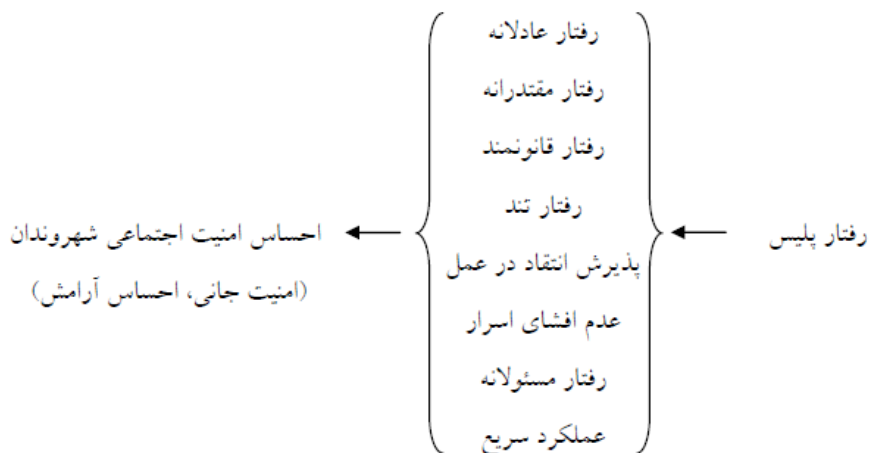 رفتار پلیس
رفتار عادلانه
رفتار مقتدرانه
رفتار قانونمند
رفتار تند
پذیرش انتقاد در عمل
عدم افشای اسرار
رفتار مسئولانه
عملکرد سریع
احساس امنیت اجتماعی شهروندان
(امنیت جانی، احساس آرامش)